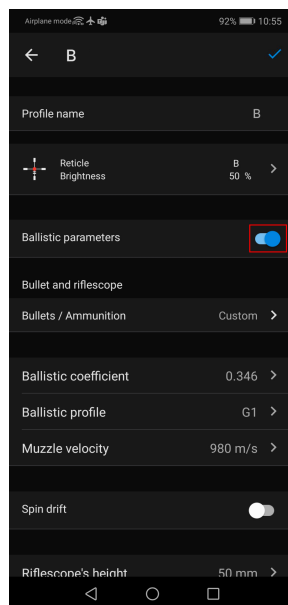 Airplane mode 92% 10:55
B
Profile name B
Reticle B
Brightness 50 %
Ballistic parameters
Bullet and riflescope
Bullets / Ammunition Custom
Ballistic coefficient 0.346
Ballistic profile G1
Muzzle velocity 980 m/s
Spin drift
Riflescope's height 50 mm